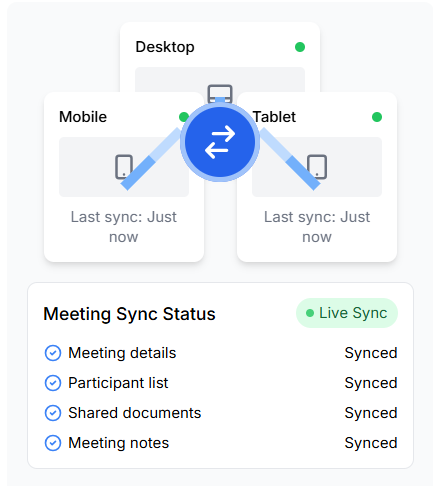 Desktop
Mobile
Tablet
Last sync: Just
now
Last sync: Just
now
Meeting Sync Status
Live Sync
Meeting details
Synced
Participant list
Synced
Shared documents
Synced
Meeting notes
Synced